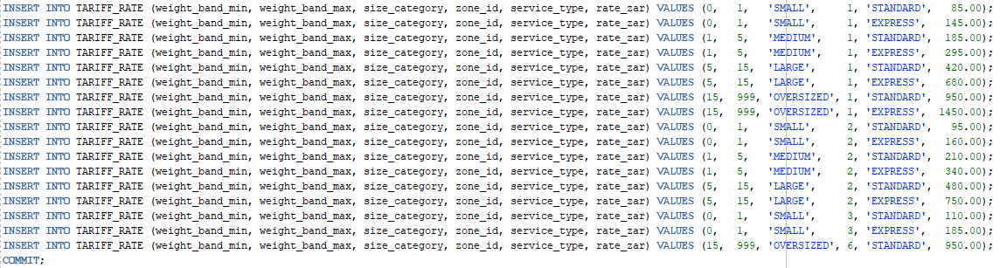 INSERT INTO TARIFF_RATE (weight_band_min, weight_band_max, size_category, zone_id, service_type, rate_zar) VALUES (0, 1, 'SMALL', 1, 'STANDARD', 85.00);
INSERT INTO TARIFF_RATE (weight_band_min, weight_band_max, size_category, zone_id, service_type, rate_zar) VALUES (0, 1, 'SMALL', 1, 'EXPRESS', 145.00);
INSERT INTO TARIFF_RATE (weight_band_min, weight_band_max, size_category, zone_id, service_type, rate_zar) VALUES (1, 5, 'MEDIUM', 1, 'STANDARD', 185.00);
INSERT INTO TARIFF_RATE (weight_band_min, weight_band_max, size_category, zone_id, service_type, rate_zar) VALUES (1, 5, 'MEDIUM', 1, 'EXPRESS', 295.00);
INSERT INTO TARIFF_RATE (weight_band_min, weight_band_max, size_category, zone_id, service_type, rate_zar) VALUES (5, 15, 'LARGE', 1, 'STANDARD', 420.00);
INSERT INTO TARIFF_RATE (weight_band_min, weight_band_max, size_category, zone_id, service_type, rate_zar) VALUES (5, 15, 'LARGE', 1, 'EXPRESS', 680.00);
INSERT INTO TARIFF_RATE (weight_band_min, weight_band_max, size_category, zone_id, service_type, rate_zar) VALUES (15, 999, 'OVERSIZED', 1, 'STANDARD', 950.00);
INSERT INTO TARIFF_RATE (weight_band_min, weight_band_max, size_category, zone_id, service_type, rate_zar) VALUES (15, 999, 'OVERSIZED', 1, 'EXPRESS', 1450.00);
INSERT INTO TARIFF_RATE (weight_band_min, weight_band_max, size_category, zone_id, service_type, rate_zar) VALUES (0, 1, 'SMALL', 2, 'STANDARD', 95.00);
INSERT INTO TARIFF_RATE (weight_band_min, weight_band_max, size_category, zone_id, service_type, rate_zar) VALUES (0, 1, 'SMALL', 2, 'EXPRESS', 160.00);
INSERT INTO TARIFF_RATE (weight_band_min, weight_band_max, size_category, zone_id, service_type, rate_zar) VALUES (1, 5, 'MEDIUM', 2, 'STANDARD', 210.00);
INSERT INTO TARIFF_RATE (weight_band_min, weight_band_max, size_category, zone_id, service_type, rate_zar) VALUES (1, 5, 'MEDIUM', 2, 'EXPRESS', 340.00);
INSERT INTO TARIFF_RATE (weight_band_min, weight_band_max, size_category, zone_id, service_type, rate_zar) VALUES (5, 15, 'LARGE', 2, 'STANDARD', 480.00);
INSERT INTO TARIFF_RATE (weight_band_min, weight_band_max, size_category, zone_id, service_type, rate_zar) VALUES (5, 15, 'LARGE', 2, 'EXPRESS', 750.00);
INSERT INTO TARIFF_RATE (weight_band_min, weight_band_max, size_category, zone_id, service_type, rate_zar) VALUES (0, 1, 'SMALL', 3, 'STANDARD', 110.00);
INSERT INTO TARIFF_RATE (weight_band_min, weight_band_max, size_category, zone_id, service_type, rate_zar) VALUES (0, 1, 'SMALL', 3, 'EXPRESS', 185.00);
INSERT INTO TARIFF_RATE (weight_band_min, weight_band_max, size_category, zone_id, service_type, rate_zar) VALUES (15, 999, 'OVERSIZED', 6, 'STANDARD', 950.00);
COMMIT;